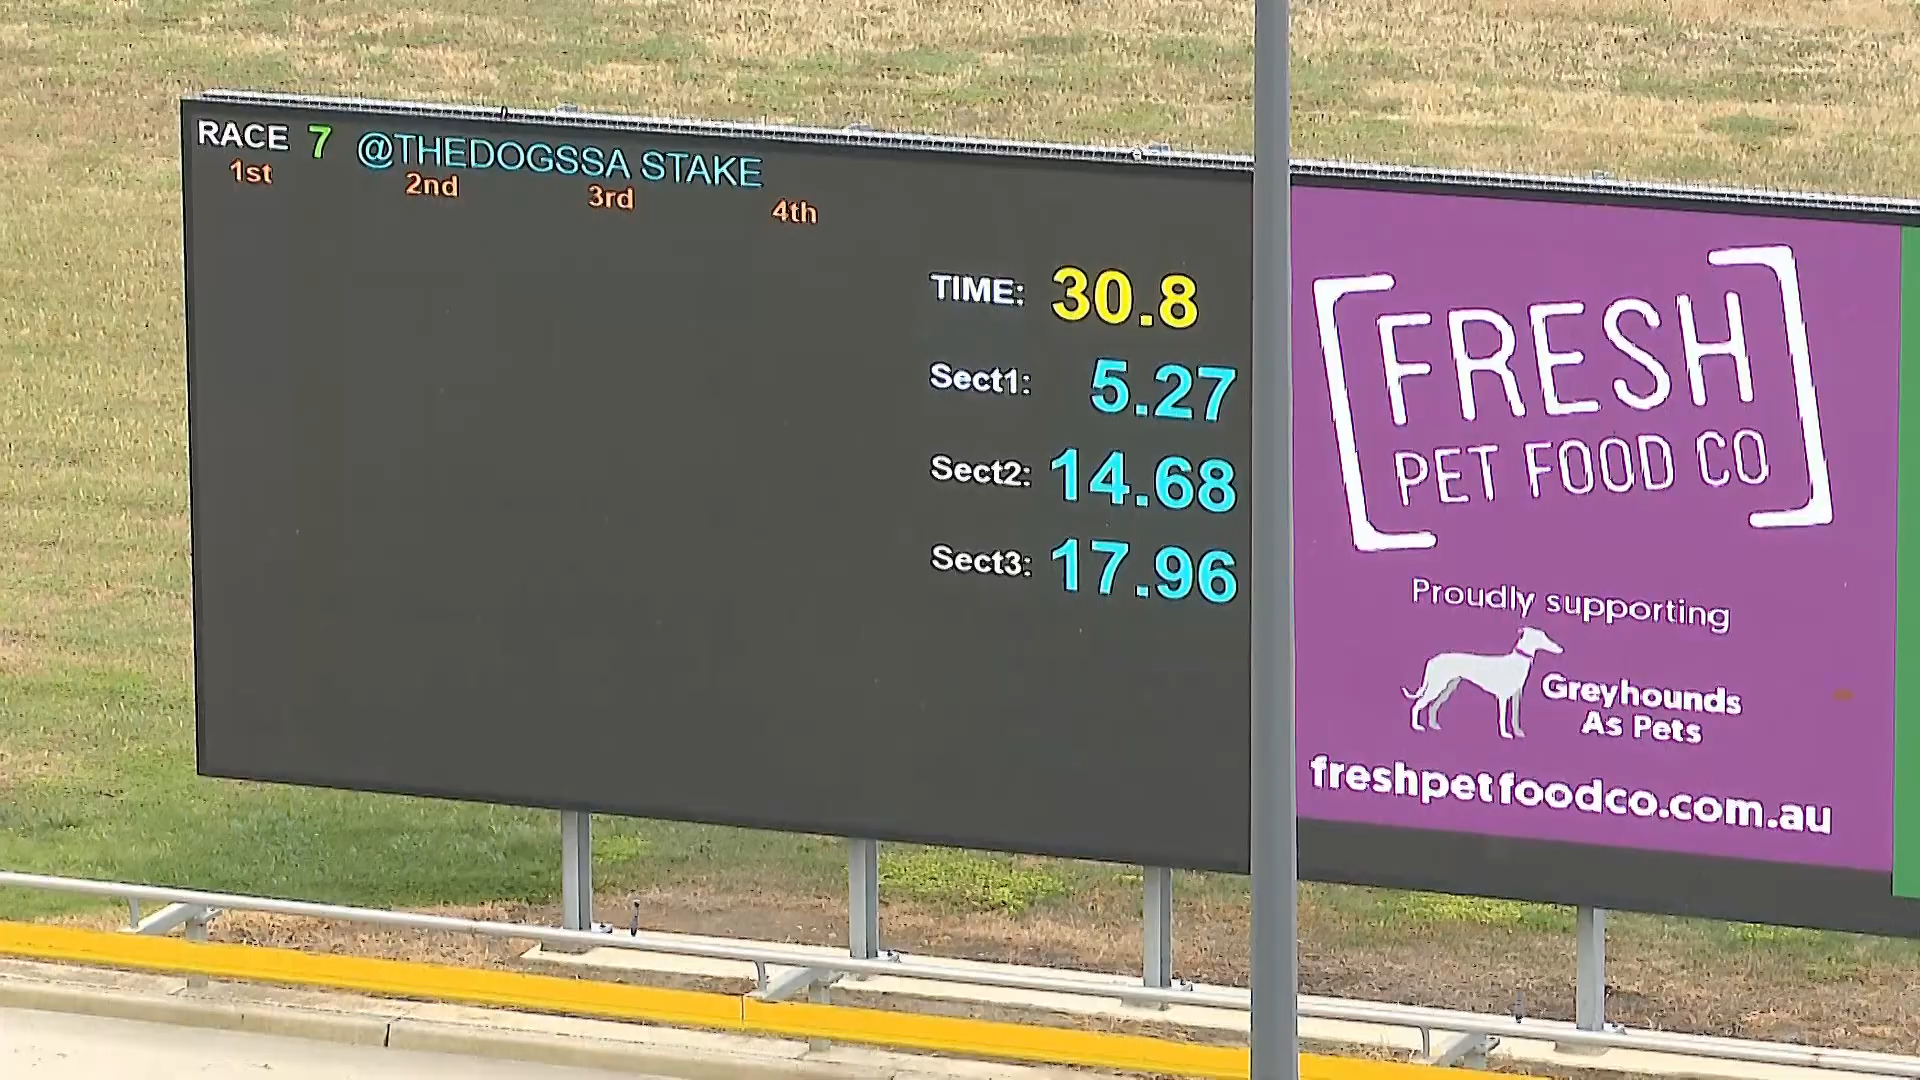 RACE 7 @THEDOGSSA STAKE
1st 2nd 3rd 4th
TIME: 30.8
Sect1: 5.27
Sect2: 14.68
Sect3: 17.96
FRESH
PET FOOD CO
Proudly supporting
Greyhounds
As Pets
freshpetfoodco.com.au